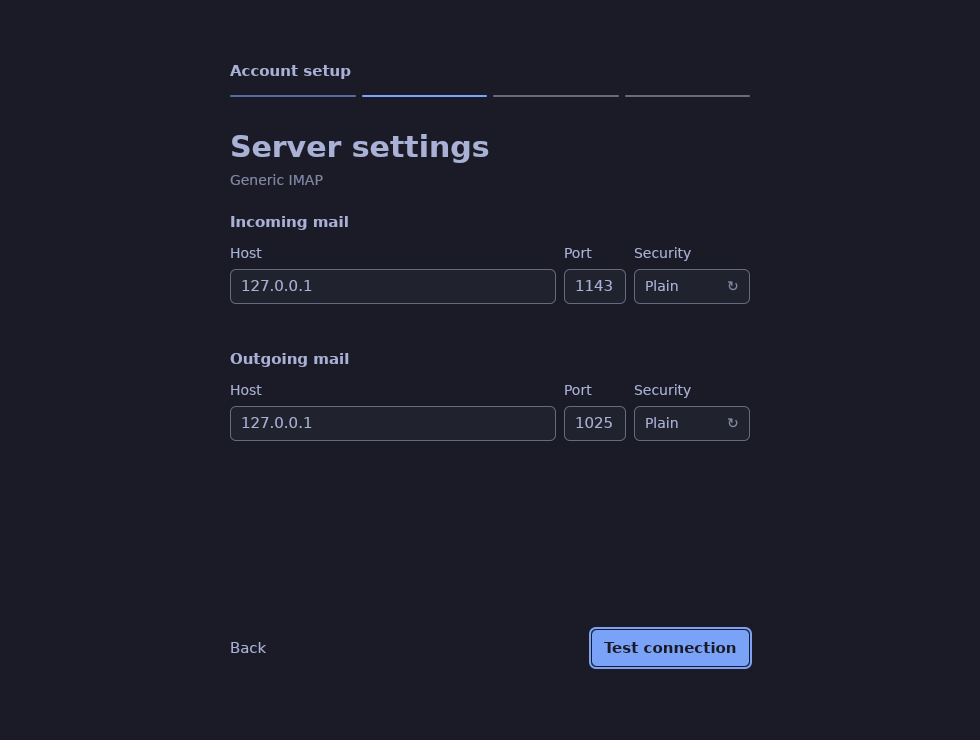 Account setup
Server settings
Generic IMAP
Incoming mail
Host Port Security
127.0.0.1 1143 Plain ↻
Outgoing mail
Host Port Security
127.0.0.1 1025 Plain ↻
Back Test connection